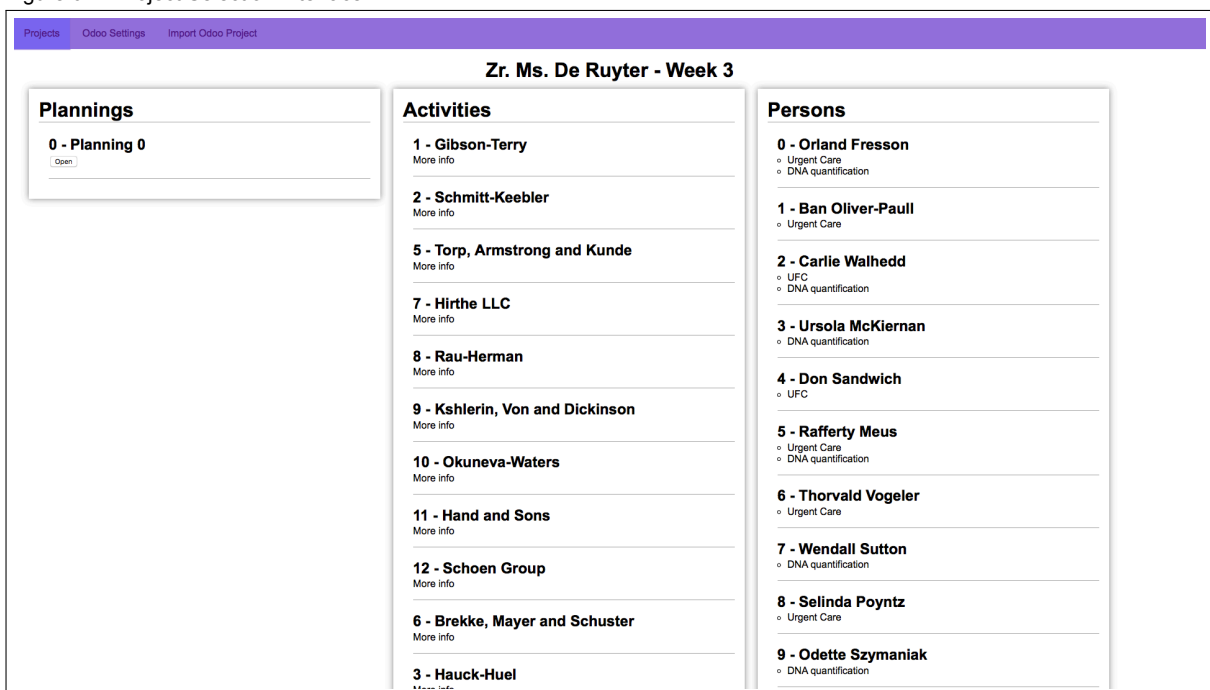 Projects Odoo Settings Import Odoo Project
Zr. Ms. De Ruyter - Week 3
Plannings
0 - Planning 0
Open
Activities
1 - Gibson-Terry
More info
2 - Schmitt-Keebler
More info
5 - Torp, Armstrong and Kunde
More info
7 - Hirthe LLC
More info
8 - Rau-Herman
More info
9 - Kshlerin, Von and Dickinson
More info
10 - Okuneva-Waters
More info
11 - Hand and Sons
More info
12 - Schoen Group
More info
6 - Brekke, Mayer and Schuster
More info
3 - Hauck-Huel
More info
Persons
0 - Orland Fresson
Urgent Care
DNA quantification
1 - Ban Oliver-Paull
Urgent Care
2 - Carlie Walhedd
UFC
DNA quantification
3 - Ursola McKiernan
DNA quantification
4 - Don Sandwich
UFC
5 - Rafferty Meus
Urgent Care
DNA quantification
6 - Thorvald Vogeler
Urgent Care
7 - Wendall Sutton
DNA quantification
8 - Selinda Poyntz
Urgent Care
9 - Odette Szymaniak
DNA quantification